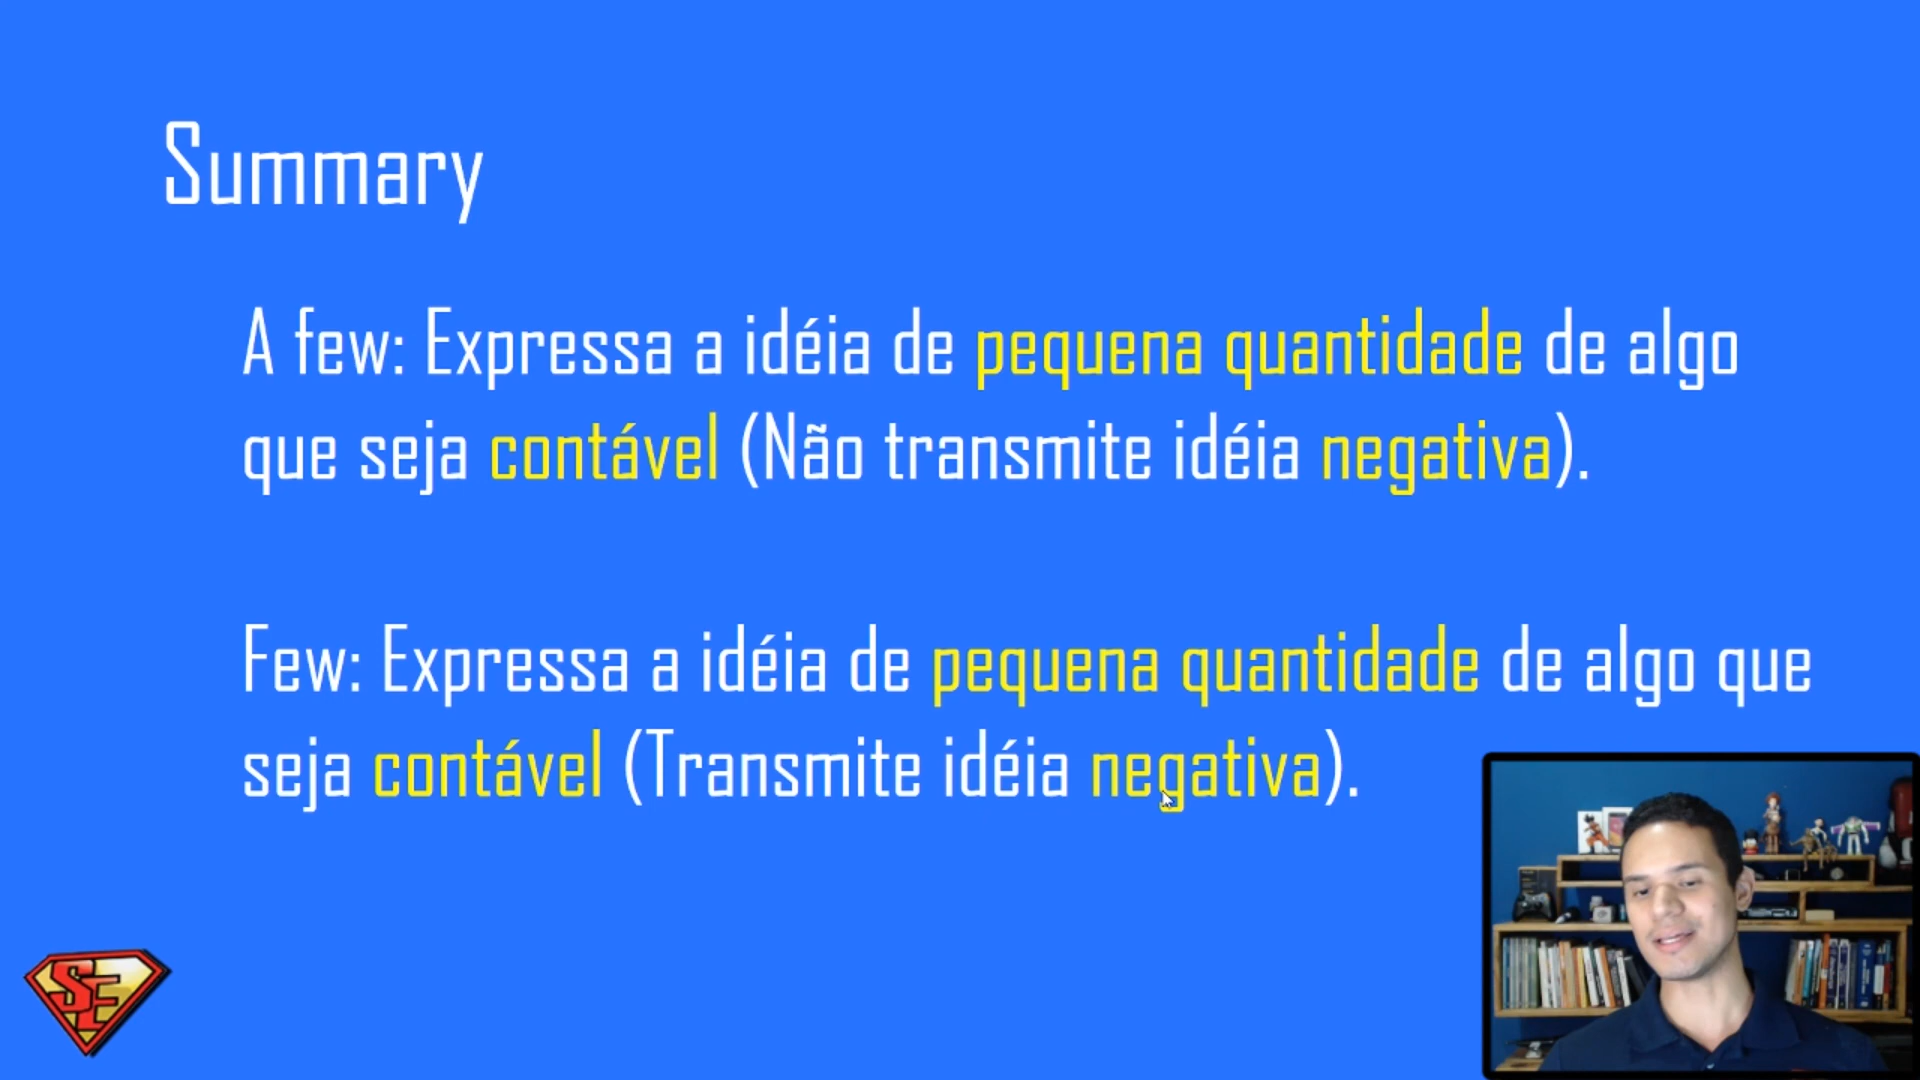 Summary
A few: Expressa a idéia de pequena quantidade de algo
que seja contável (Não transmite idéia negativa).
Few: Expressa a idéia de pequena quantidade de algo que
seja contável (Transmite idéia negativa).
SE